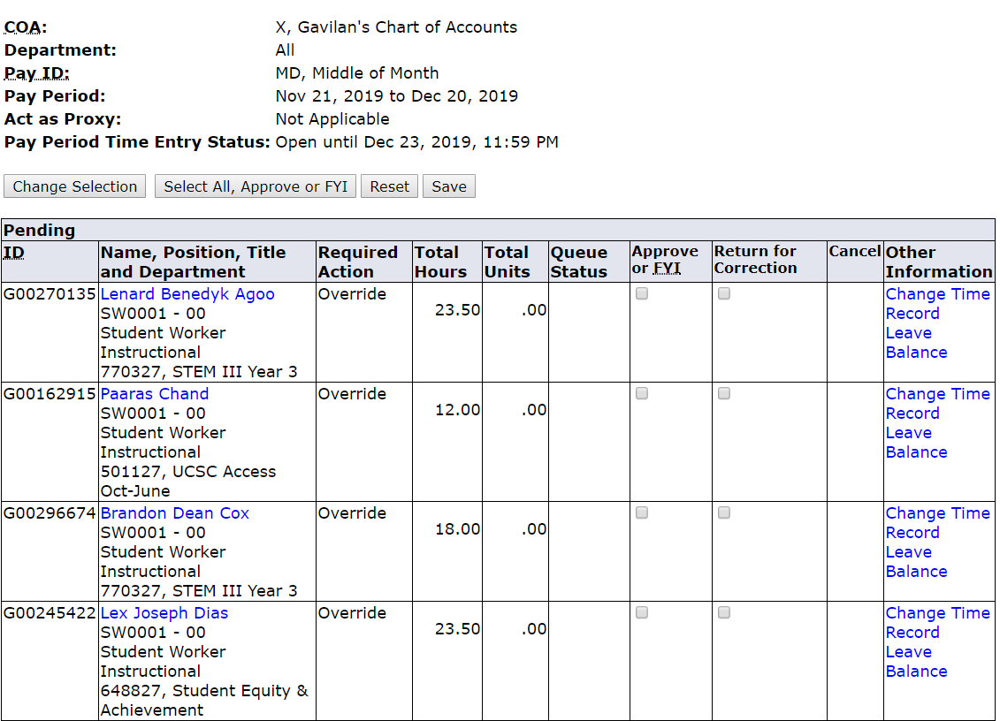 COA: X, Gavilan's Chart of Accounts
Department: All
Pay ID: MD, Middle of Month
Pay Period: Nov 21, 2019 to Dec 20, 2019
Act as Proxy: Not Applicable
Pay Period Time Entry Status: Open until Dec 23, 2019, 11:59 PM
Change Selection Select All, Approve or FYI Reset Save
Pending
ID Name, Position, Title Required Total Total Queue Approve Return for Cancel Other
and Department Action Hours Units Status or FYI Correction Information
G00270135 Lenard Benedyk Agoo Override 23.50 .00 Change Time
SW0001 - 00 Record
Student Worker Leave
Instructional Balance
770327, STEM III Year 3
G00162915 Paaras Chand Override 12.00 .00 Change Time
SW0001 - 00 Record
Student Worker Leave
Instructional Balance
501127, UCSC Access
Oct-June
G00296674 Brandon Dean Cox Override 18.00 .00 Change Time
SW0001 - 00 Record
Student Worker Leave
Instructional Balance
770327, STEM III Year 3
G00245422 Lex Joseph Dias Override 23.50 .00 Change Time
SW0001 - 00 Record
Student Worker Leave
Instructional Balance
648827, Student Equity &
Achievement